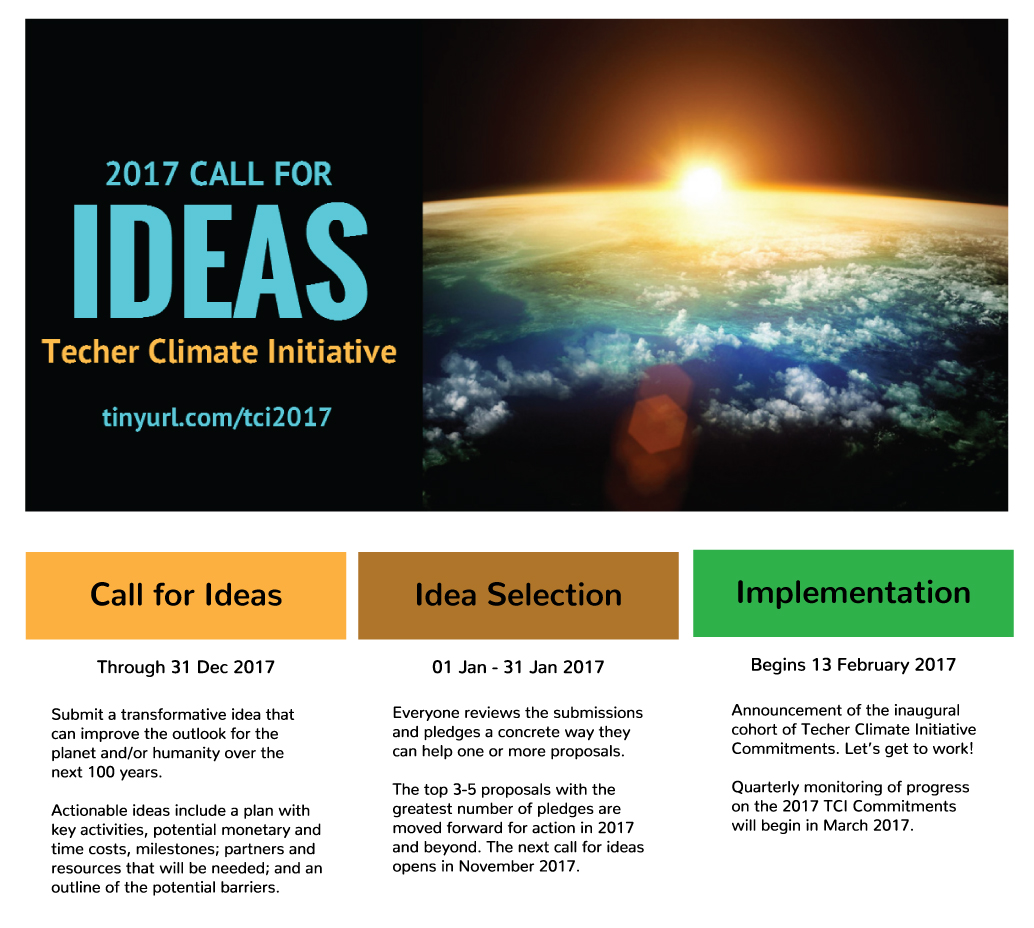 2017 CALL FOR
IDEAS
Techer Climate Initiative
tinyurl.com/tci2017
Call for Ideas
Through 31 Dec 2017
Submit a transformative idea that
can improve the outlook for the
planet and/or humanity over the
next 100 years.
Actionable ideas include a plan with
key activities, potential monetary and
time costs, milestones; partners and
resources that will be needed; and an
outline of the potential barriers.
Idea Selection
01 Jan - 31 Jan 2017
Everyone reviews the submissions
and pledges a concrete way they
can help one or more proposals.
The top 3-5 proposals with the
greatest number of pledges are
moved forward for action in 2017
and beyond. The next call for ideas
opens in November 2017.
Implementation
Begins 13 February 2017
Announcement of the inaugural
cohort of Techer Climate Initiative
Commitments. Let's get to work!
Quarterly monitoring of progress
on the 2017 TCI Commitments
will begin in March 2017.